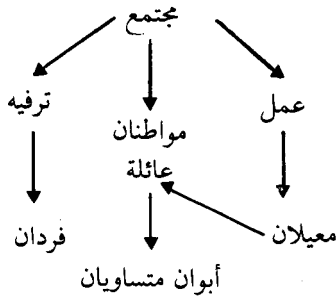 مجتمع
عمل
ترفيه
مواطنان
عائلة
معيلان
فردان
أبوان متساويان